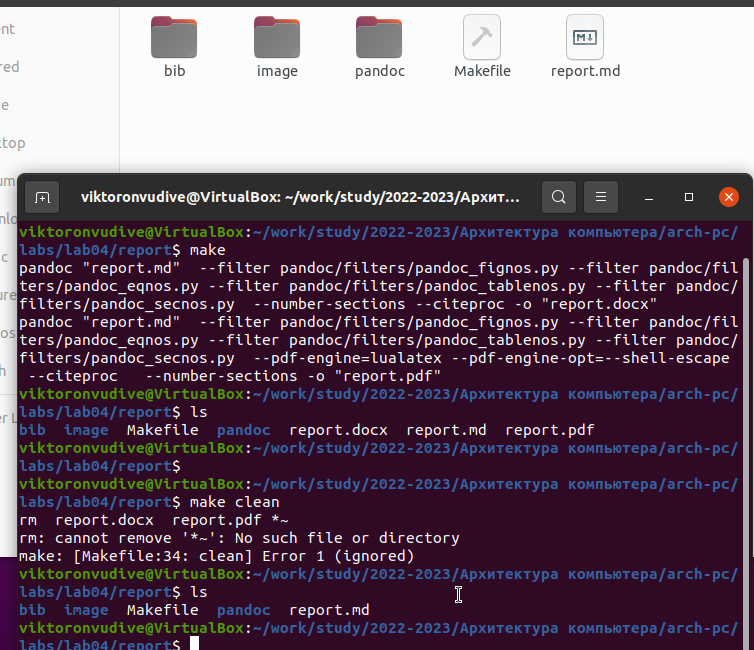 ent
bib
image
pandoc
Makefile
M↓
report.md
red
e
top
viktoronvudive@VirtualBox: ~/work/study/2022-2023/Архит...
viktoronvudive@VirtualBox:~/work/study/2022-2023/Архитектура компьютера/arch-pc/
labs/lab04/report$ make
pandoc "report.md"  --filter pandoc/filters/pandoc_fignos.py --filter pandoc/fil
ters/pandoc_eqnos.py --filter pandoc/filters/pandoc_tablenos.py --filter pandoc/
filters/pandoc_secnos.py  --number-sections --citeproc -o "report.docx"
pandoc "report.md"  --filter pandoc/filters/pandoc_fignos.py --filter pandoc/fil
ters/pandoc_eqnos.py --filter pandoc/filters/pandoc_tablenos.py --filter pandoc/
filters/pandoc_secnos.py  --pdf-engine=lualatex --pdf-engine-opt=--shell-escape
 --citeproc   --number-sections -o "report.pdf"
viktoronvudive@VirtualBox:~/work/study/2022-2023/Архитектура компьютера/arch-pc/
labs/lab04/report$ ls
bib  image  Makefile  pandoc  report.docx  report.md  report.pdf
viktoronvudive@VirtualBox:~/work/study/2022-2023/Архитектура компьютера/arch-pc/
labs/lab04/report$
viktoronvudive@VirtualBox:~/work/study/2022-2023/Архитектура компьютера/arch-pc/
labs/lab04/report$ make clean
rm  report.docx  report.pdf *~
rm: cannot remove '*~': No such file or directory
make: [Makefile:34: clean] Error 1 (ignored)
viktoronvudive@VirtualBox:~/work/study/2022-2023/Архитектура компьютера/arch-pc/
labs/lab04/report$ ls
bib  image  Makefile  pandoc  report.md
viktoronvudive@VirtualBox:~/work/study/2022-2023/Архитектура компьютера/arch-pc/
labs/lab04/report$